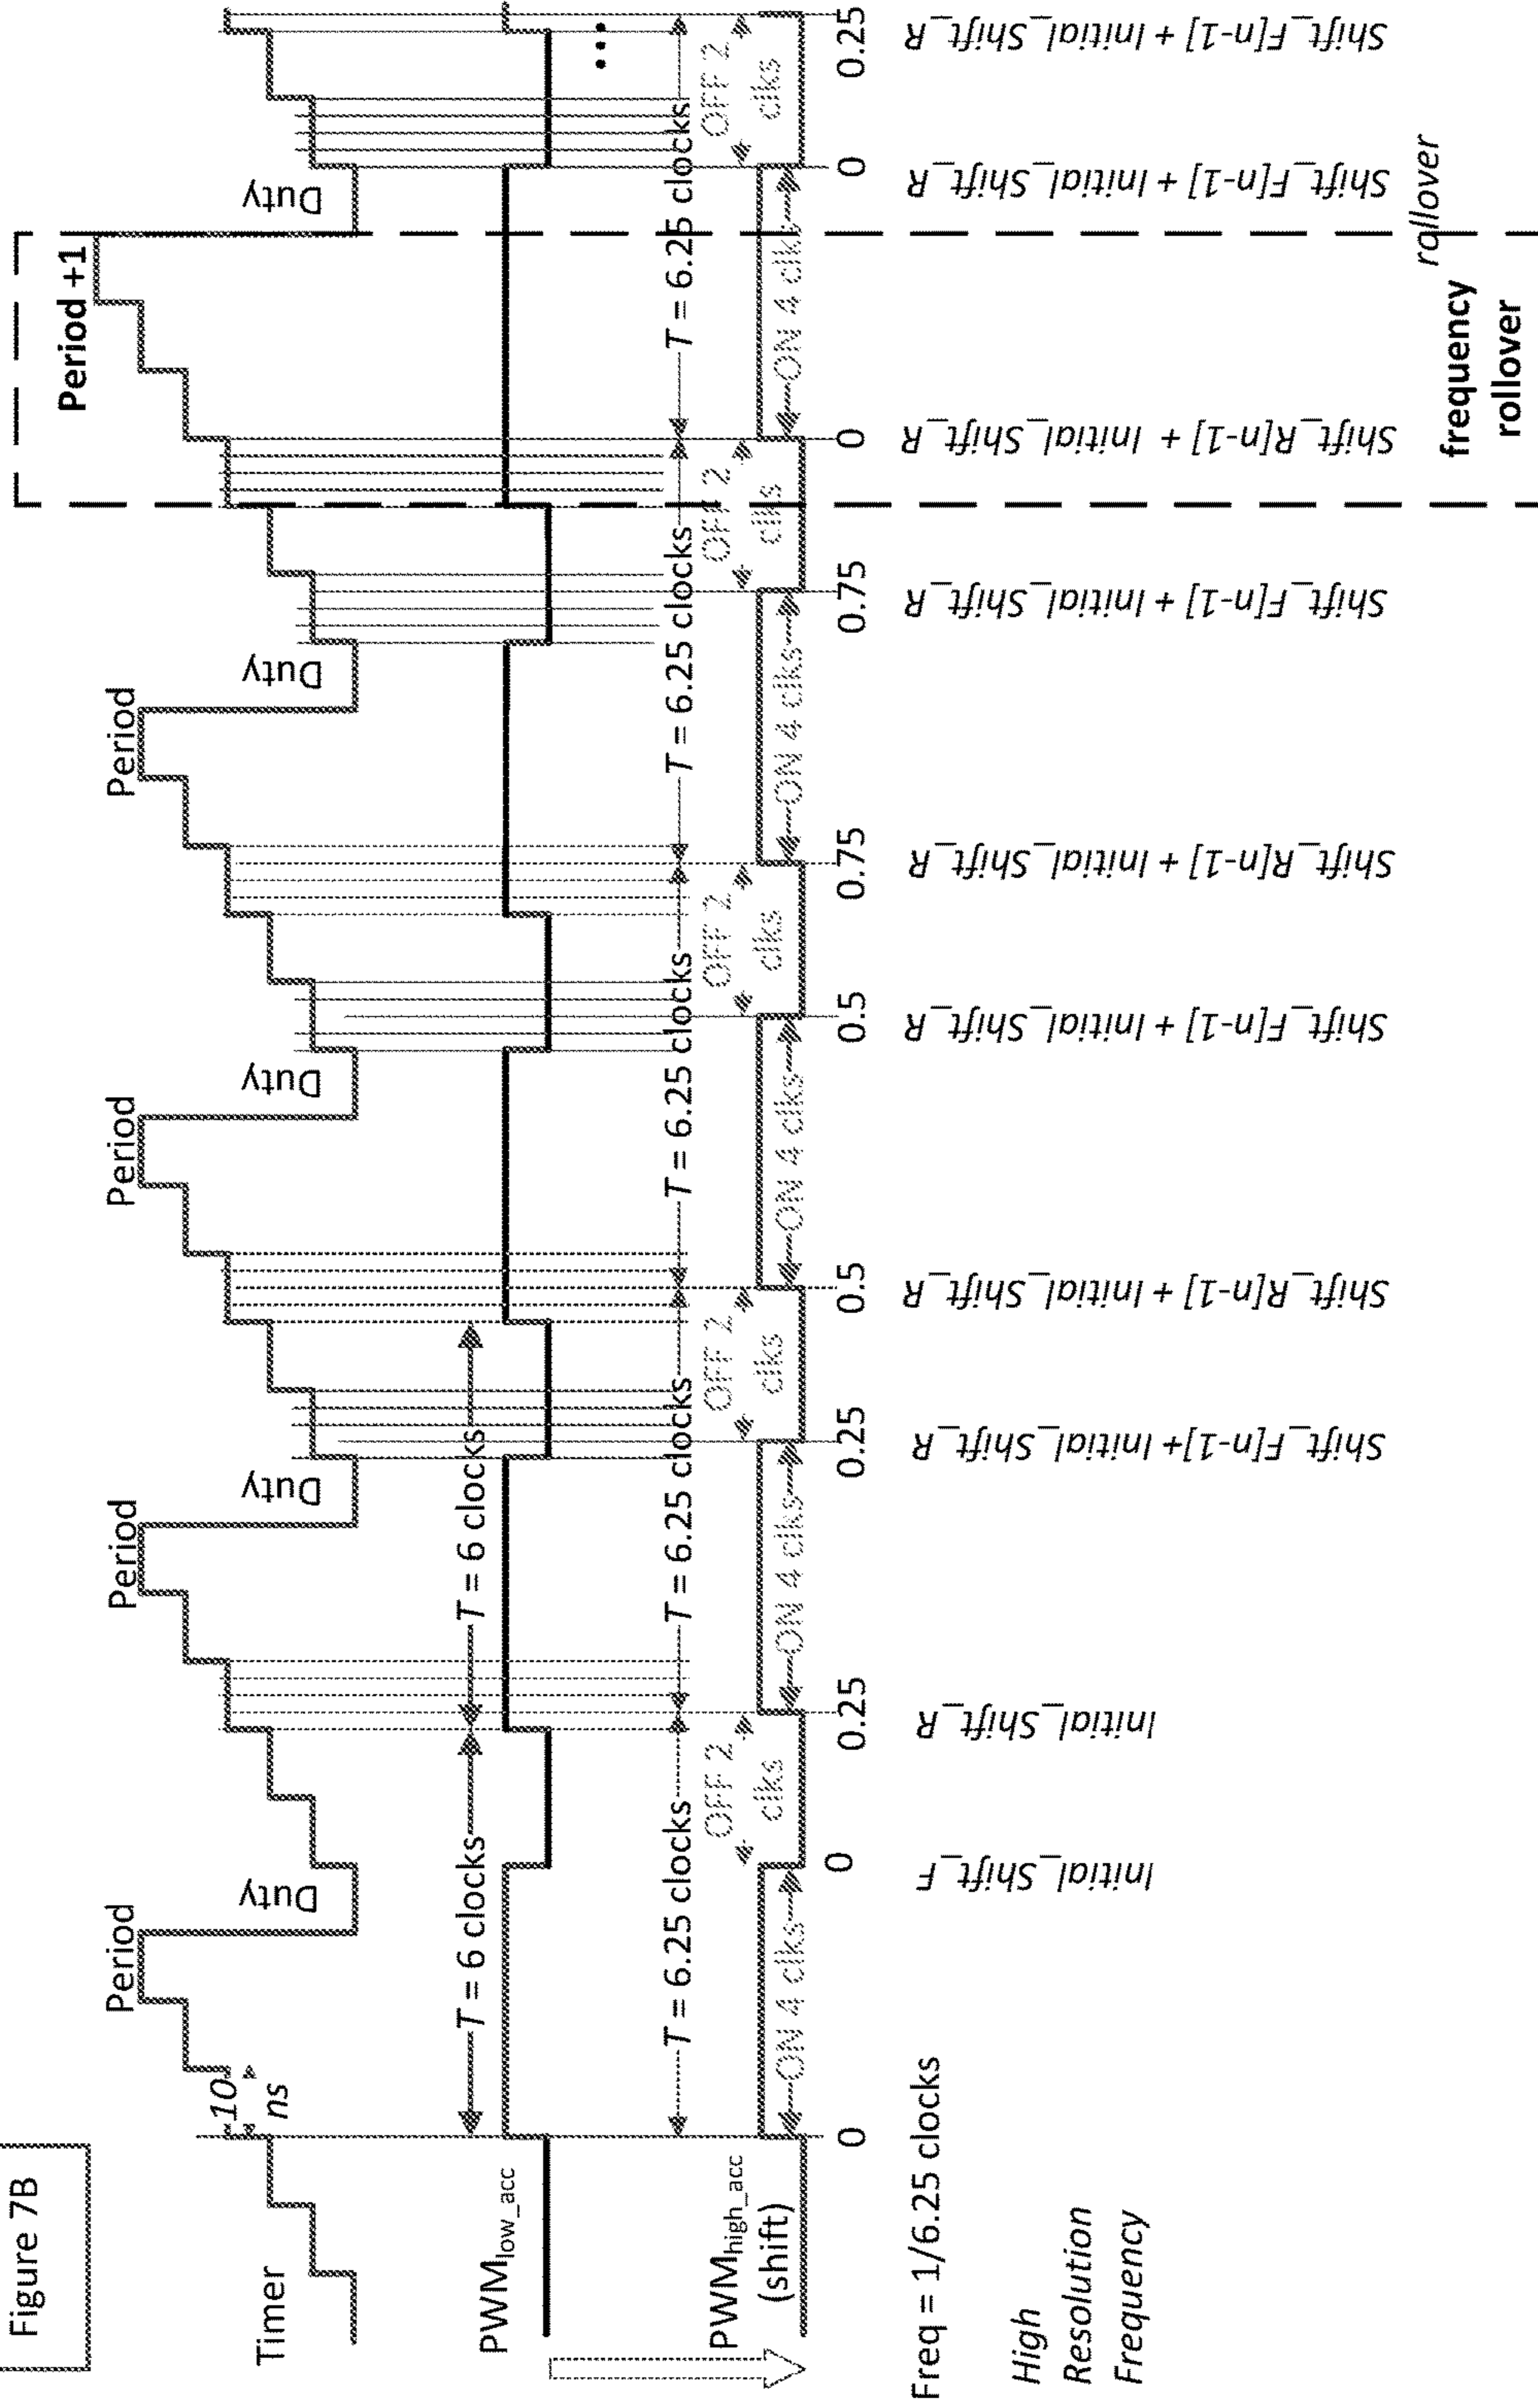 Figure 7B
Period
Period
Period
Period
Period +1
Timer
10
ns
Duty
Duty
Duty
Duty
Duty
T = 6 clocks
T = 6 clocks
PWMlow_acc
...
T = 6.25 clocks
T = 6.25 clocks
T = 6.25 clocks
T = 6.25 clocks
T = 6.25 clocks
PWMhigh_acc
(shift)
ON 4 clks
OFF 2
clks
ON 4 clks
OFF 2
clks
ON 4 clks
OFF 2
clks
ON 4 clks
OFF 2
clks
ON 4 clks
OFF 2
clks
0
0
0.25
0.25
0.5
0.5
0.75
0.75
0
0
0.25
Freq = 1/6.25 clocks
High
Resolution
Frequency
Initial_Shift_F
Initial_Shift_R
Shift_F[n-1]+ Initial_Shift_R
Shift_R[n-1] + Initial_Shift_R
Shift_F[n-1] + Initial_Shift_R
Shift_R[n-1] + Initial_Shift_R
Shift_F[n-1] + Initial_Shift_R
Shift_R[n-1] + Initial_Shift_R
Shift_F[n-1] + Initial_Shift_R
Shift_F[n-1] + Initial_Shift_R
rollover
frequency
rollover